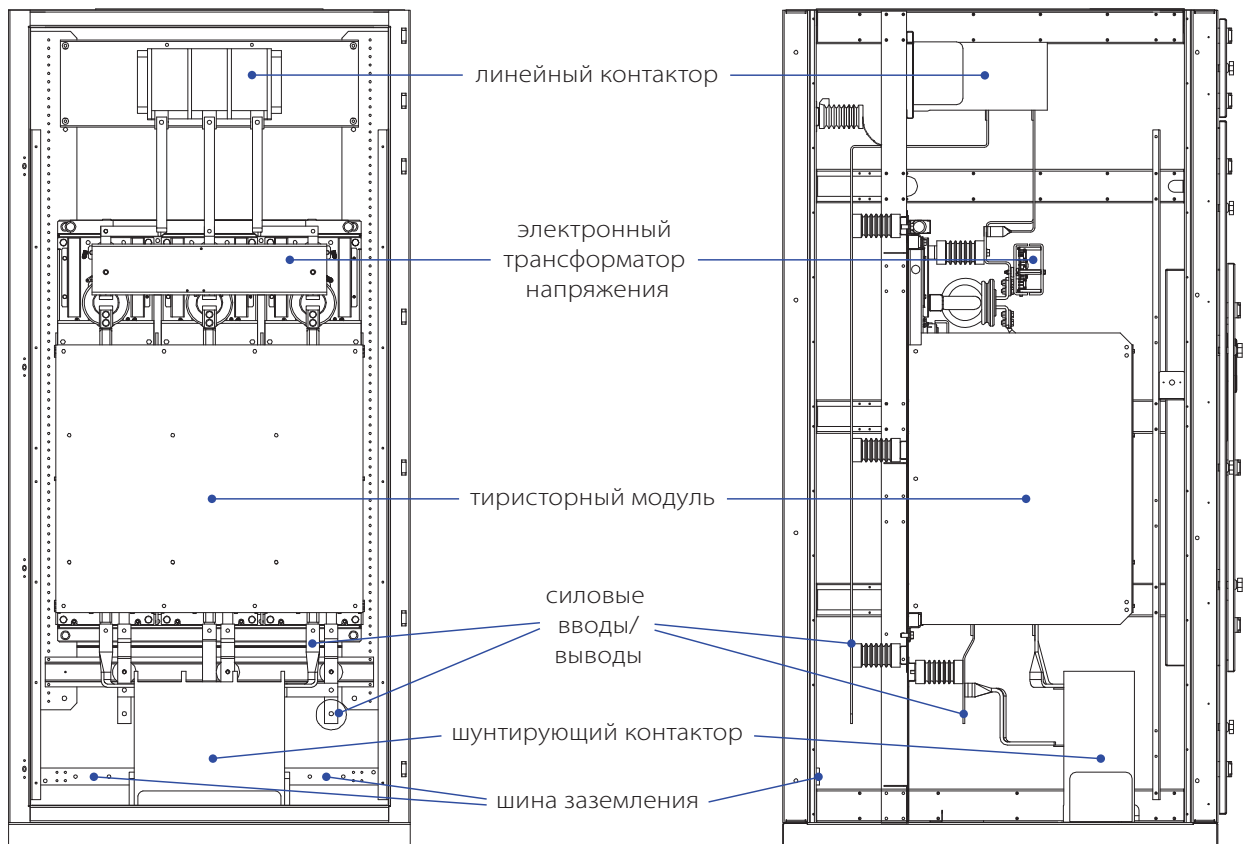 линейный контактор
электронный
трансформатор
напряжения
тиристорный модуль
силовые
вводы/
выводы
шунтирующий контактор
шина заземления